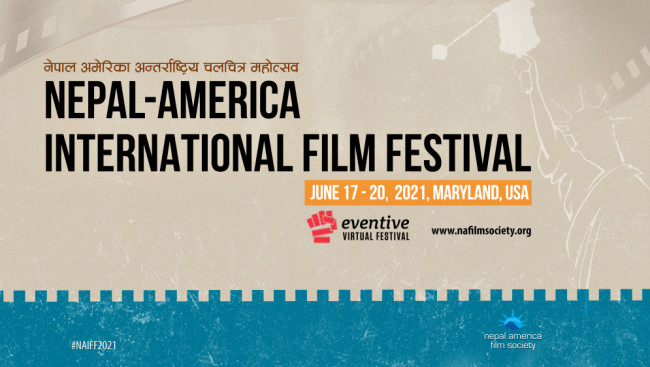 नेपाल अमेरिका अन्तर्राष्ट्रिय चलचित्र महोत्सव
NEPAL-AMERICA
INTERNATIONAL FILM FESTIVAL
JUNE 17 - 20, 2021, MARYLAND, USA
eventive
VIRTUAL FESTIVAL
www.nafilmsociety.org
#NAIFF2021
nepal america
film society